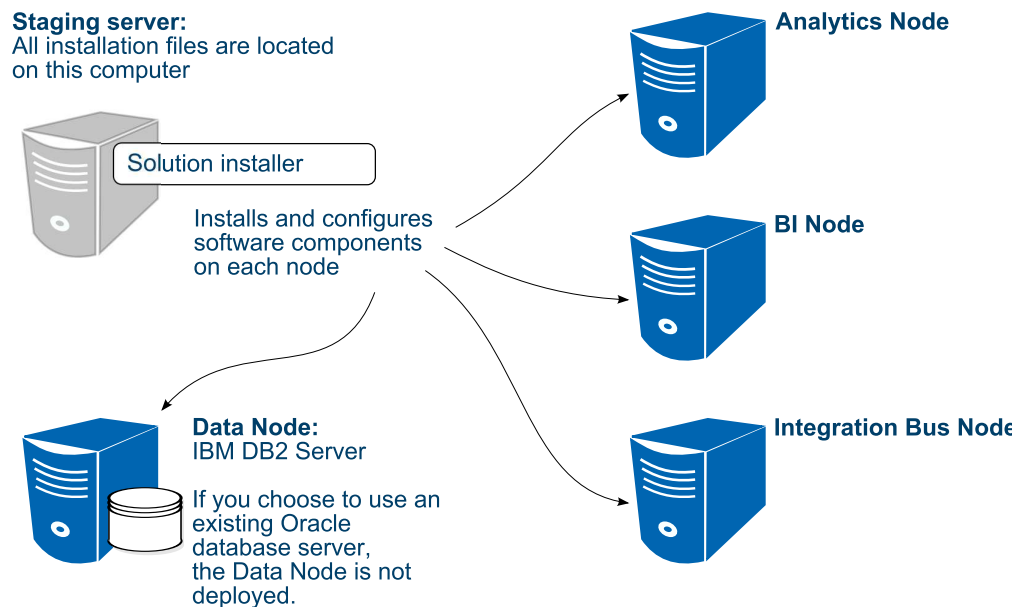 Staging server:
All installation files are located
on this computer
Solution installer
Installs and configures
software components
on each node
Analytics Node
BI Node
Integration Bus Node
Data Node:
IBM DB2 Server
If you choose to use an
existing Oracle
database server,
the Data Node is not
deployed.